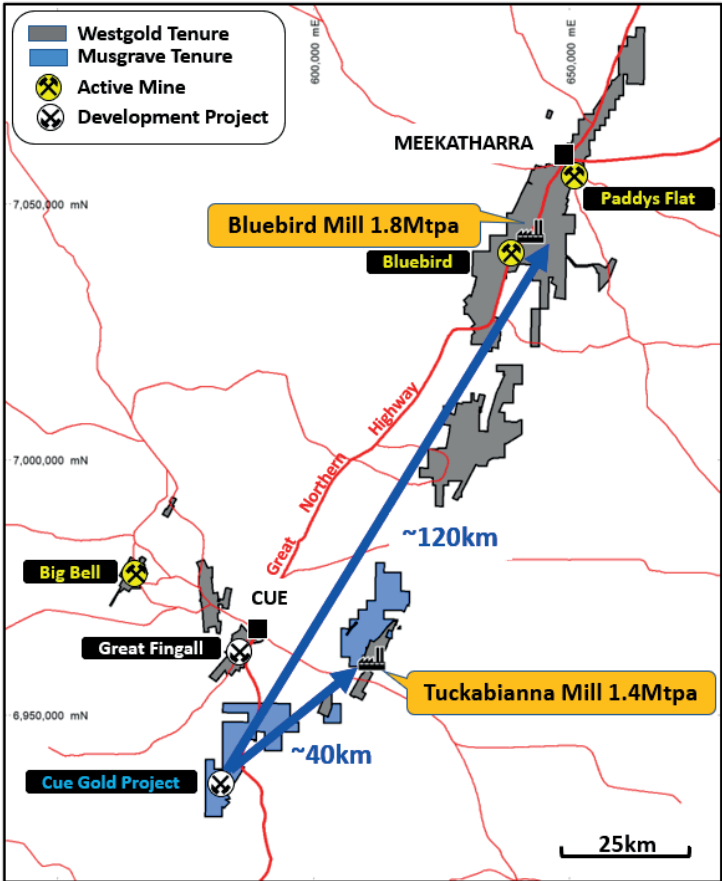 Westgold Tenure
Musgrave Tenure
Active Mine
Development Project
600,000 mE
650,000 mE
MEEKATHARRA
7,050,000 mN
Paddys Flat
Bluebird Mill 1.8Mtpa
Bluebird
Great Northern Highway
7,000,000 mN
~120km
Big Bell
CUE
Great Fingall
Tuckabianna Mill 1.4Mtpa
6,950,000 mN
~40km
Cue Gold Project
25km